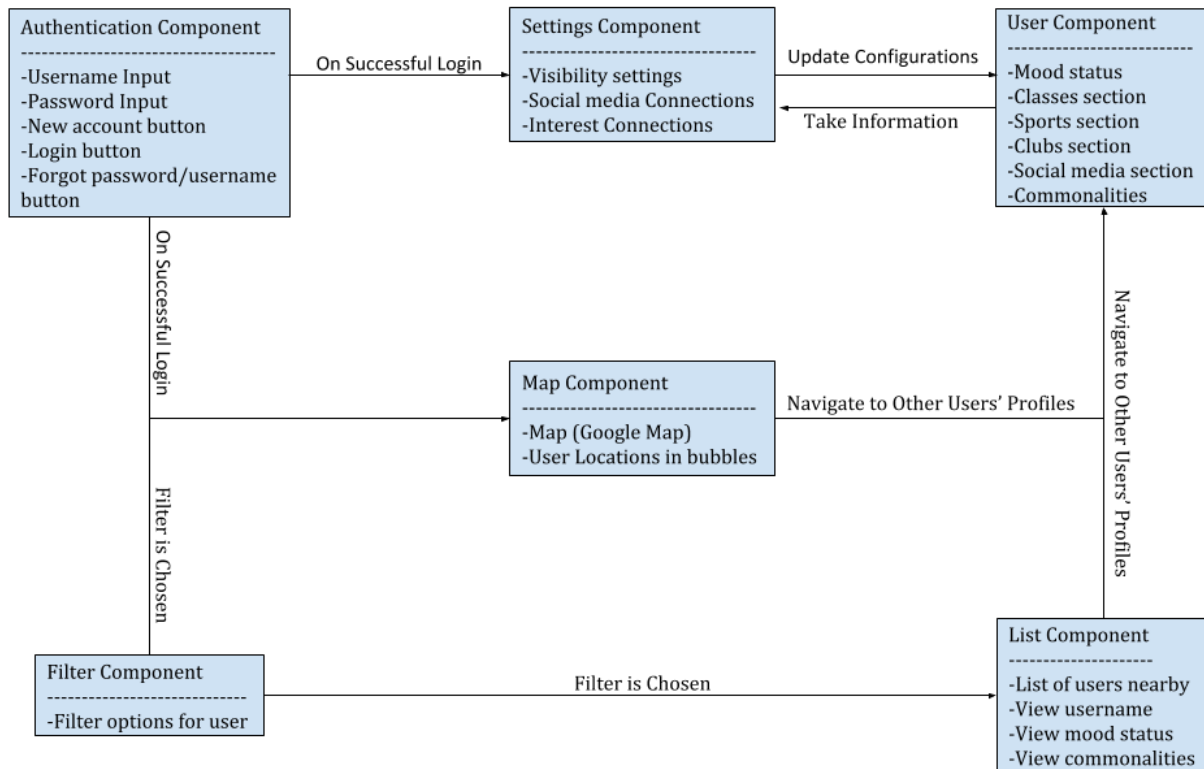 Authentication Component
----------------------------
-Username Input
-Password Input
-New account button
-Login button
-Forgot password/username
button
On Successful Login
Settings Component
--------------------------
-Visibility settings
-Social media Connections
-Interest Connections
Update Configurations
Take Information
User Component
------------------------
-Mood status
-Classes section
-Sports section
-Clubs section
-Social media section
-Commonalities
On Successful Login
Map Component
--------------------------
-Map (Google Map)
-User Locations in bubbles
Navigate to Other Users’ Profiles
Navigate to Other Users’ Profiles
Filter is Chosen
Filter Component
----------------------
-Filter options for user
Filter is Chosen
List Component
------------------
-List of users nearby
-View username
-View mood status
-View commonalities